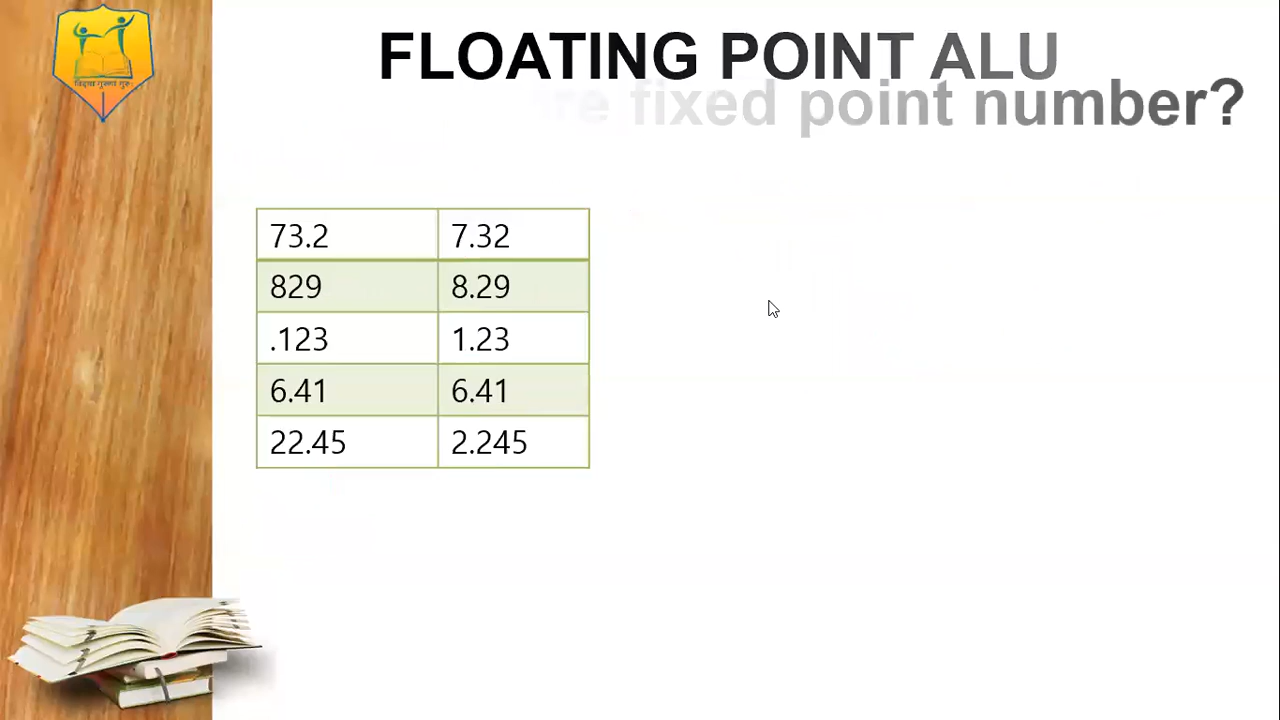 FLOATING POINT ALU
re fixed point number?
73.2 7.32
829 8.29
.123 1.23
6.41 6.41
22.45 2.245